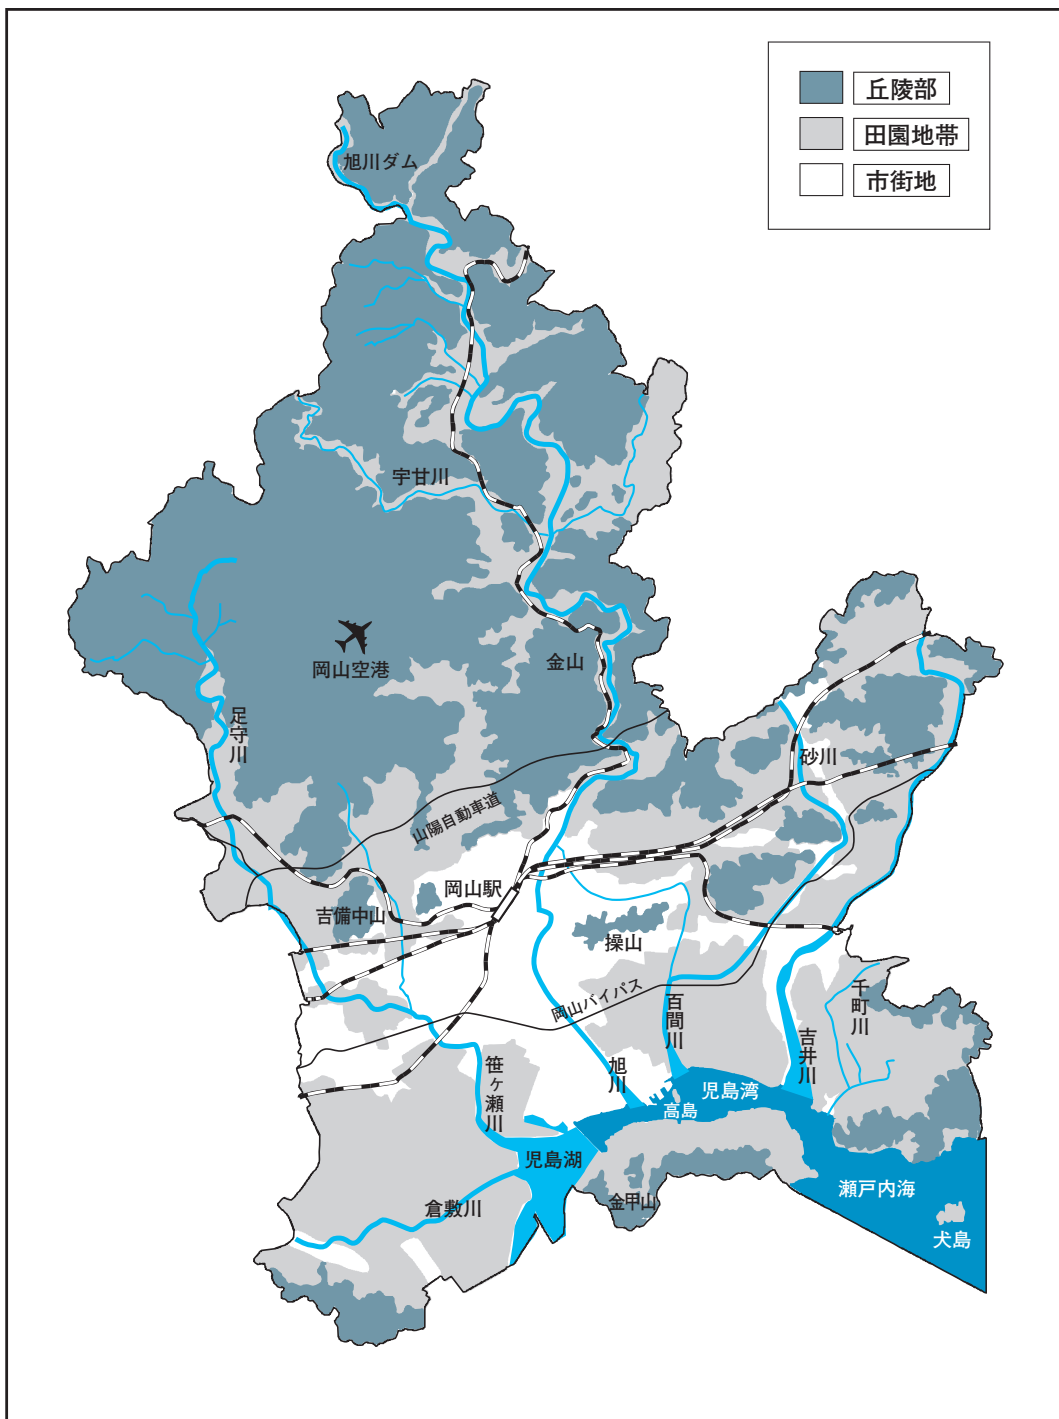 丘陵部
田園地帯
市街地
旭川ダム
宇甘川
岡山空港
金山
足守川
砂川
山陽自動車道
岡山駅
吉備中山
操山
岡山バイパス
百間川
千町川
吉井川
旭川
笹ヶ瀬川
児島湾
高島
児島湖
瀬戸内海
金甲山
倉敷川
犬島